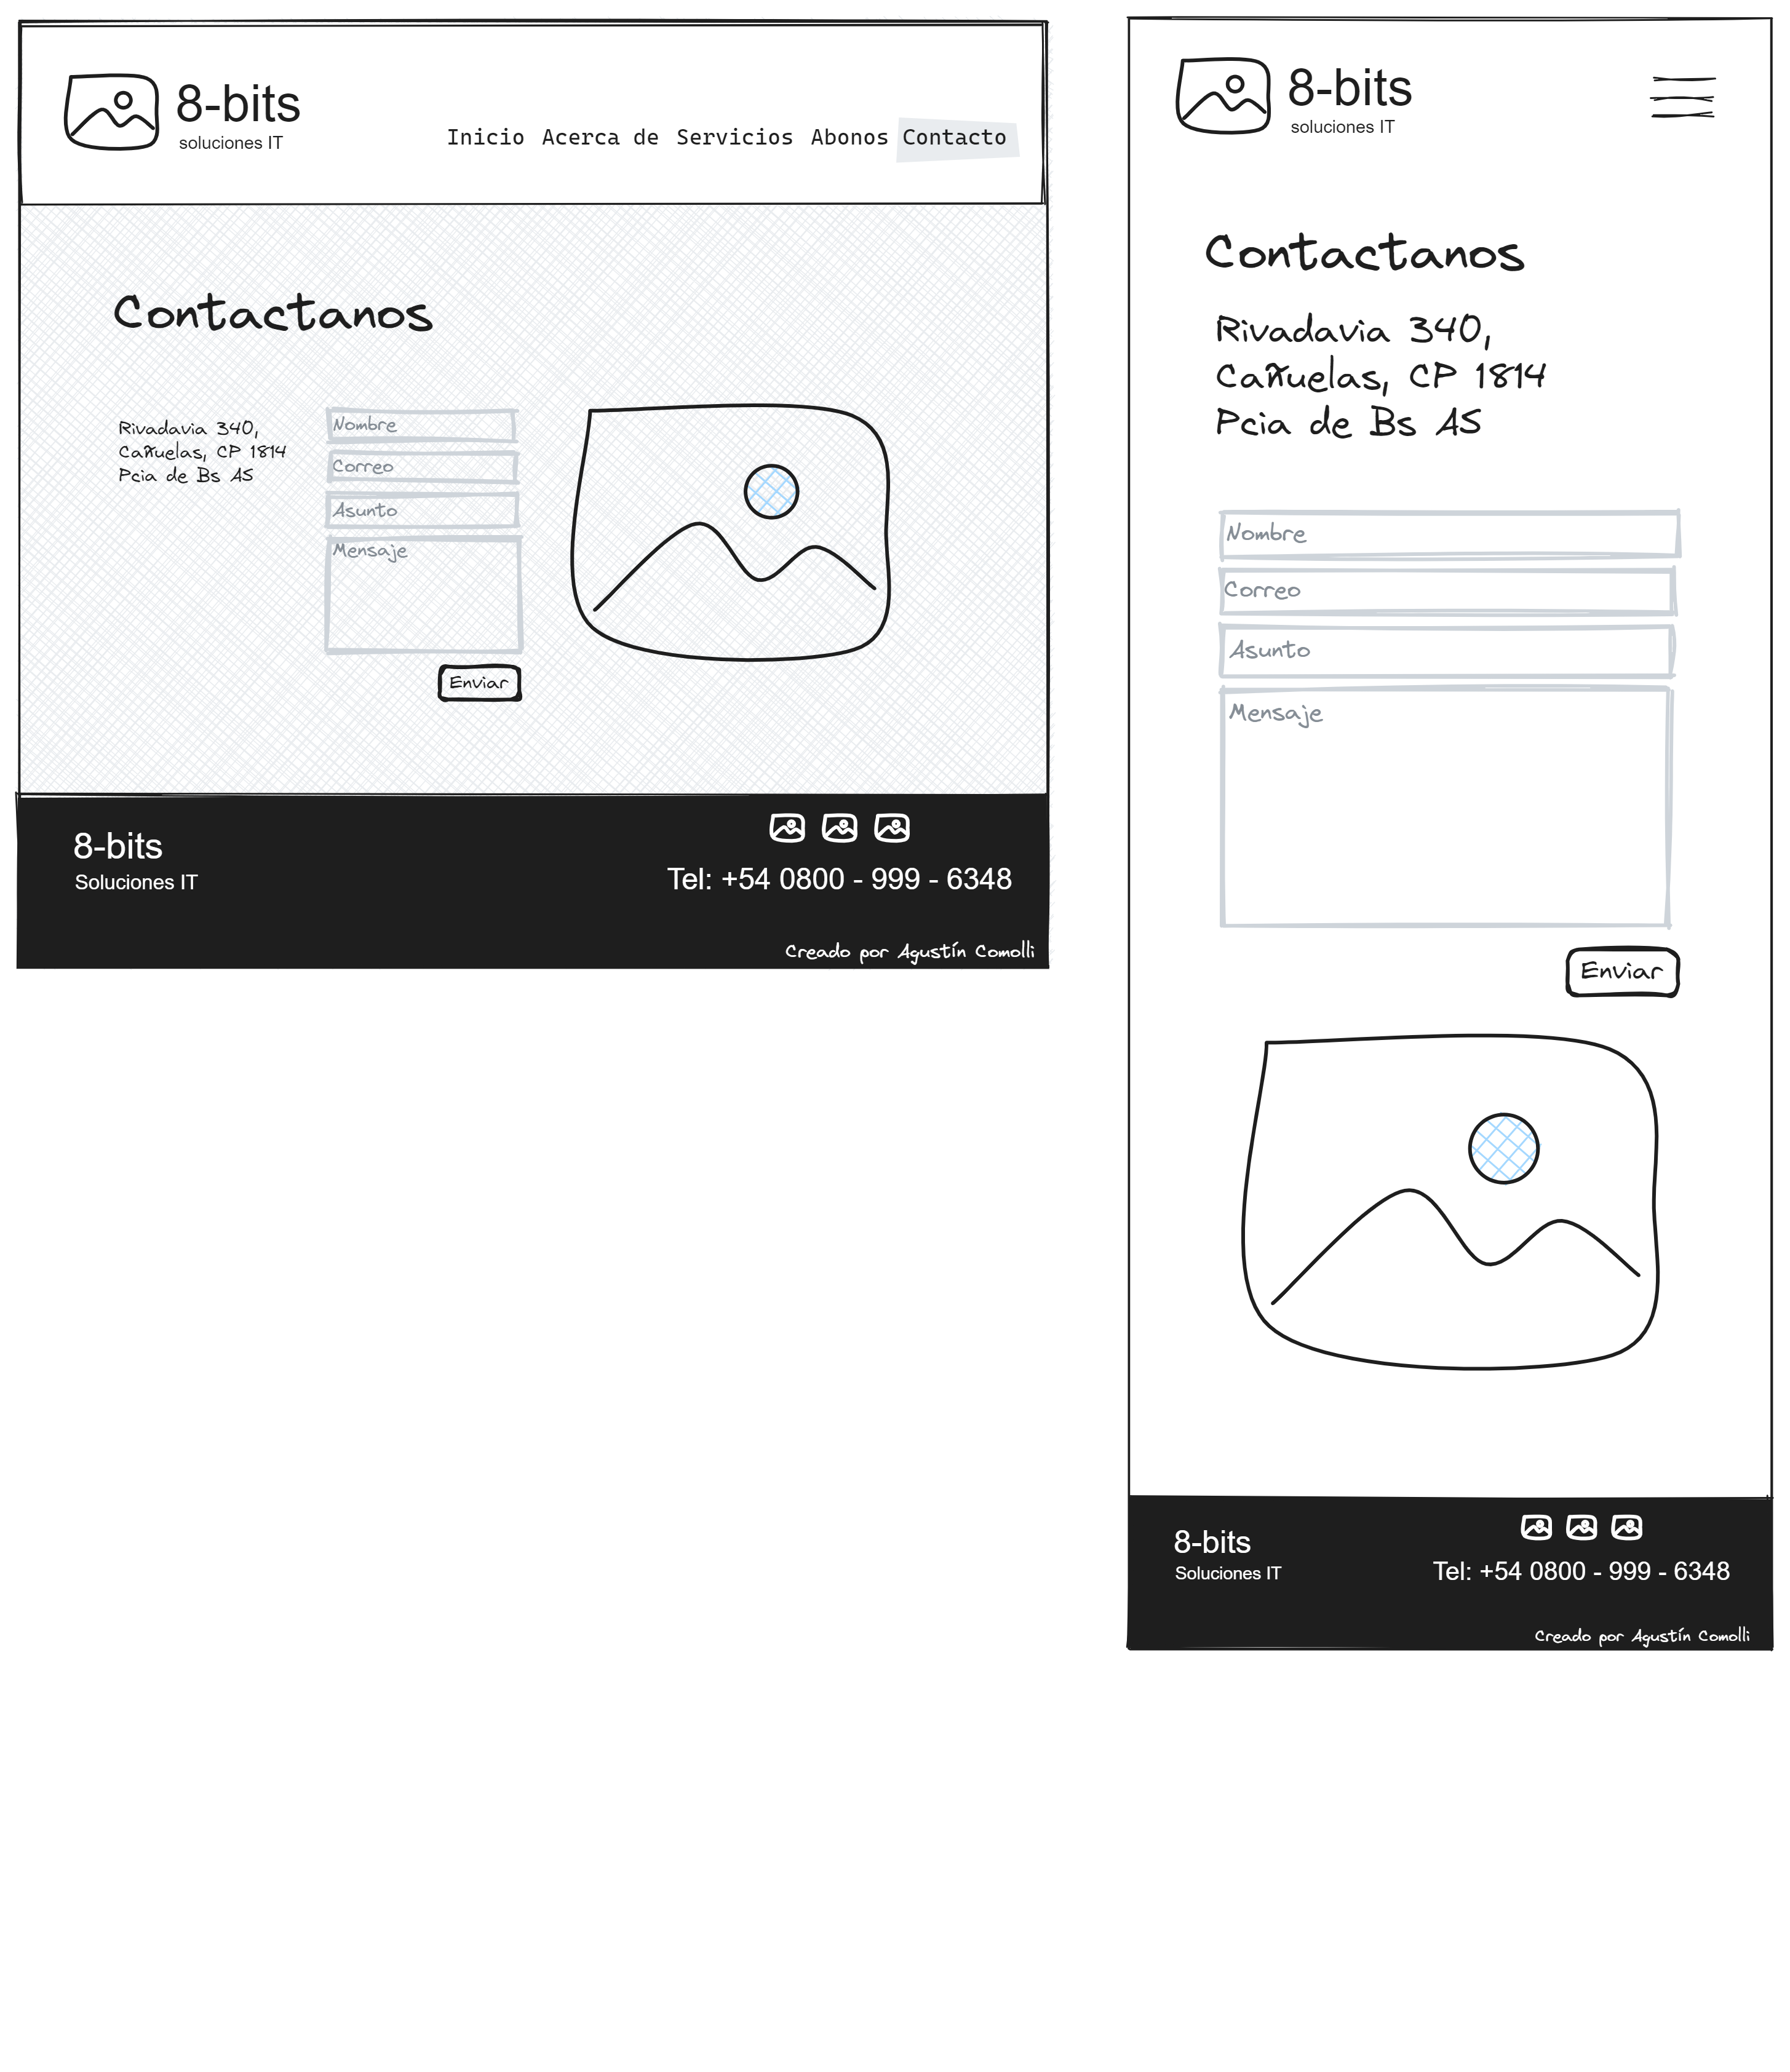 8-bits
soluciones IT
Inicio Acerca de Servicios Abonos Contacto
Contactanos
Rivadavia 340,
Cañuelas, CP 1814
Pcia de Bs AS
Nombre
Correo
Asunto
Mensaje
Enviar
8-bits
Soluciones IT
Tel: +54 0800 - 999 - 6348
Creado por Agustín Comolli
8-bits
soluciones IT
Contactanos
Rivadavia 340,
Cañuelas, CP 1814
Pcia de Bs AS
Nombre
Correo
Asunto
Mensaje
Enviar
8-bits
Soluciones IT
Tel: +54 0800 - 999 - 6348
Creado por Agustín Comolli